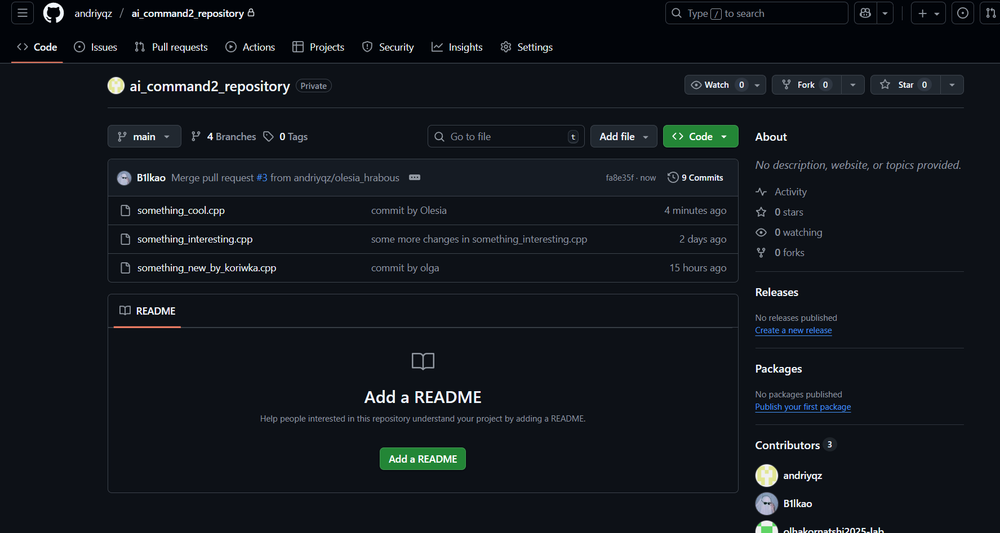 andriyqz / ai_command2_repository
Type / to search
Code Issues Pull requests Actions Projects Security Insights Settings
ai_command2_repository Private
Watch 0 Fork 0 Star 0
main 4 Branches 0 Tags Go to file t Add file Code
B1lkao Merge pull request #3 from andriyqz/olesia_hrabous fa8e35f · now 9 Commits
something_cool.cpp commit by Olesia 4 minutes ago
something_interesting.cpp some more changes in something_interesting.cpp 2 days ago
something_new_by_koriwka.cpp commit by olga 15 hours ago
README
Add a README
Help people interested in this repository understand your project by adding a README.
Add a README
About
No description, website, or topics provided.
Activity
0 stars
0 watching
0 forks
Releases
No releases published
Create a new release
Packages
No packages published
Publish your first package
Contributors 3
andriyqz
B1lkao
olhakornatshi2025-lab